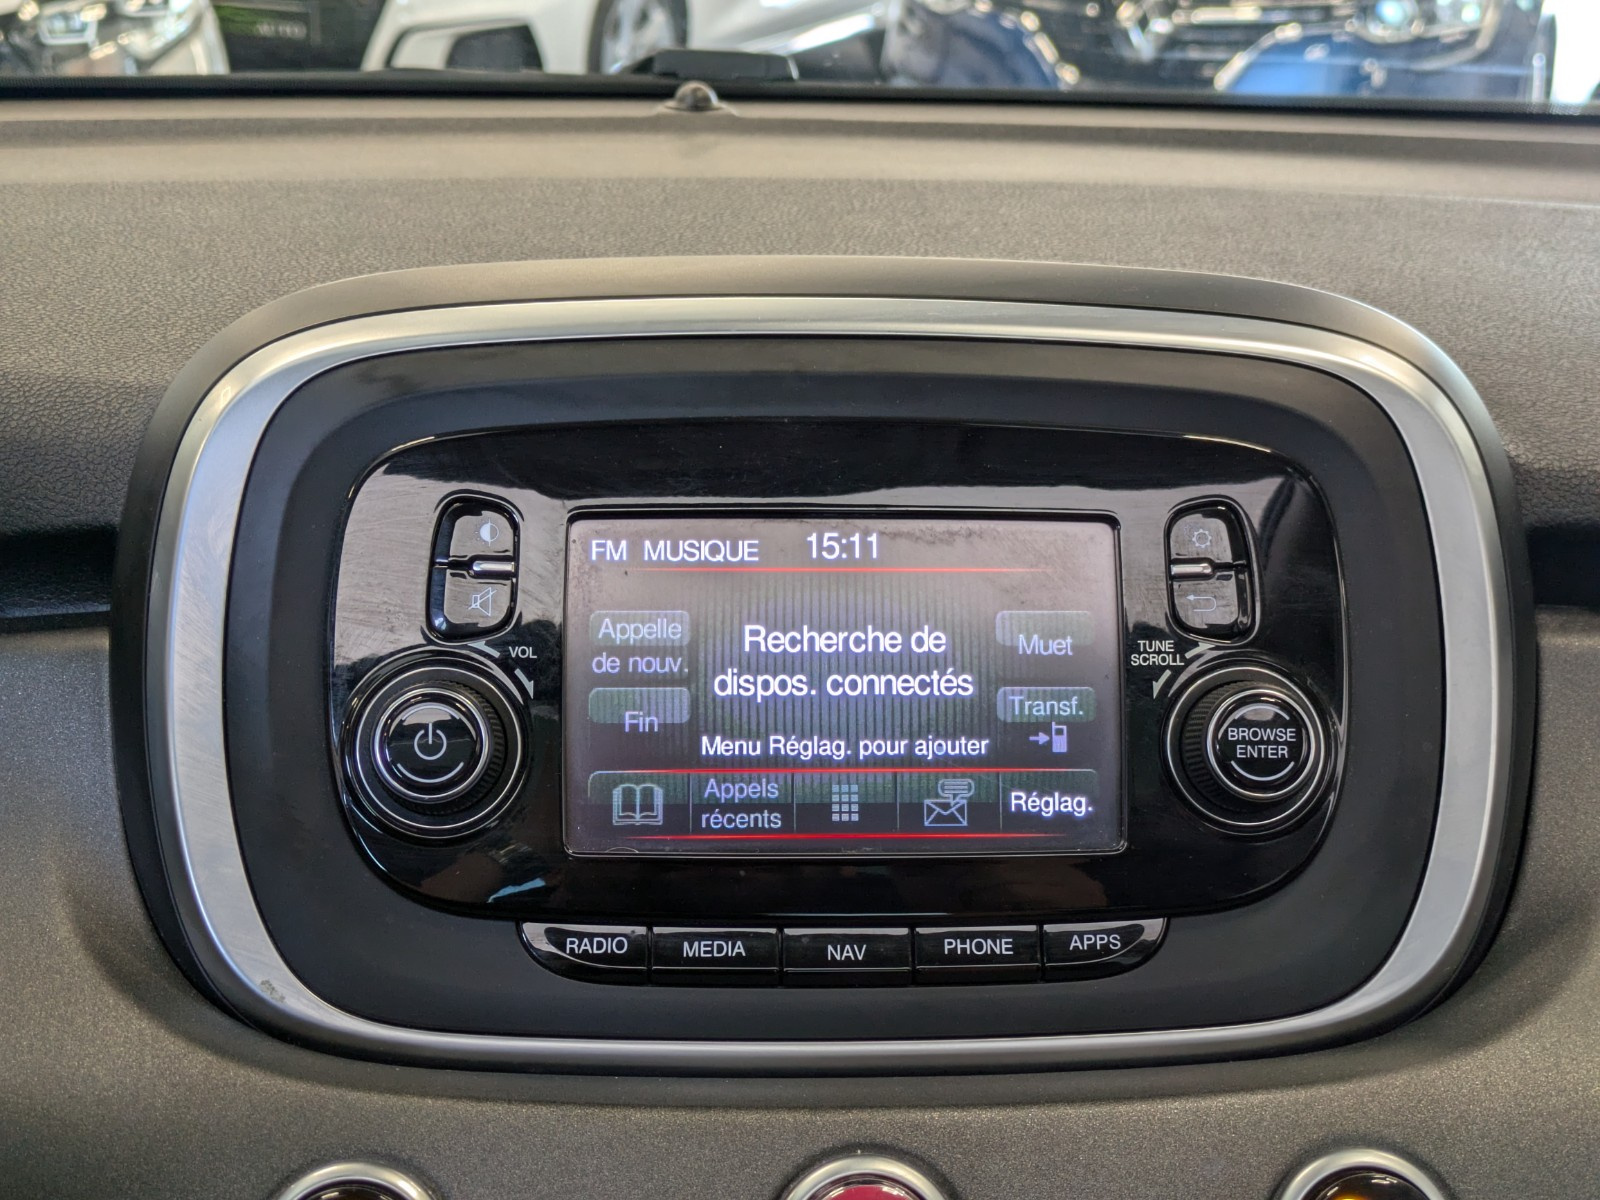 AUTO
FM MUSIQUE 15:11
Appelle
de nouv.
Recherche de
dispos. connectés
Muet
Fin
Transf.
Menu Réglag. pour ajouter
Appels
récents
Réglag.
VOL
TUNE
SCROLL
BROWSE
ENTER
RADIO MEDIA NAV PHONE APPS